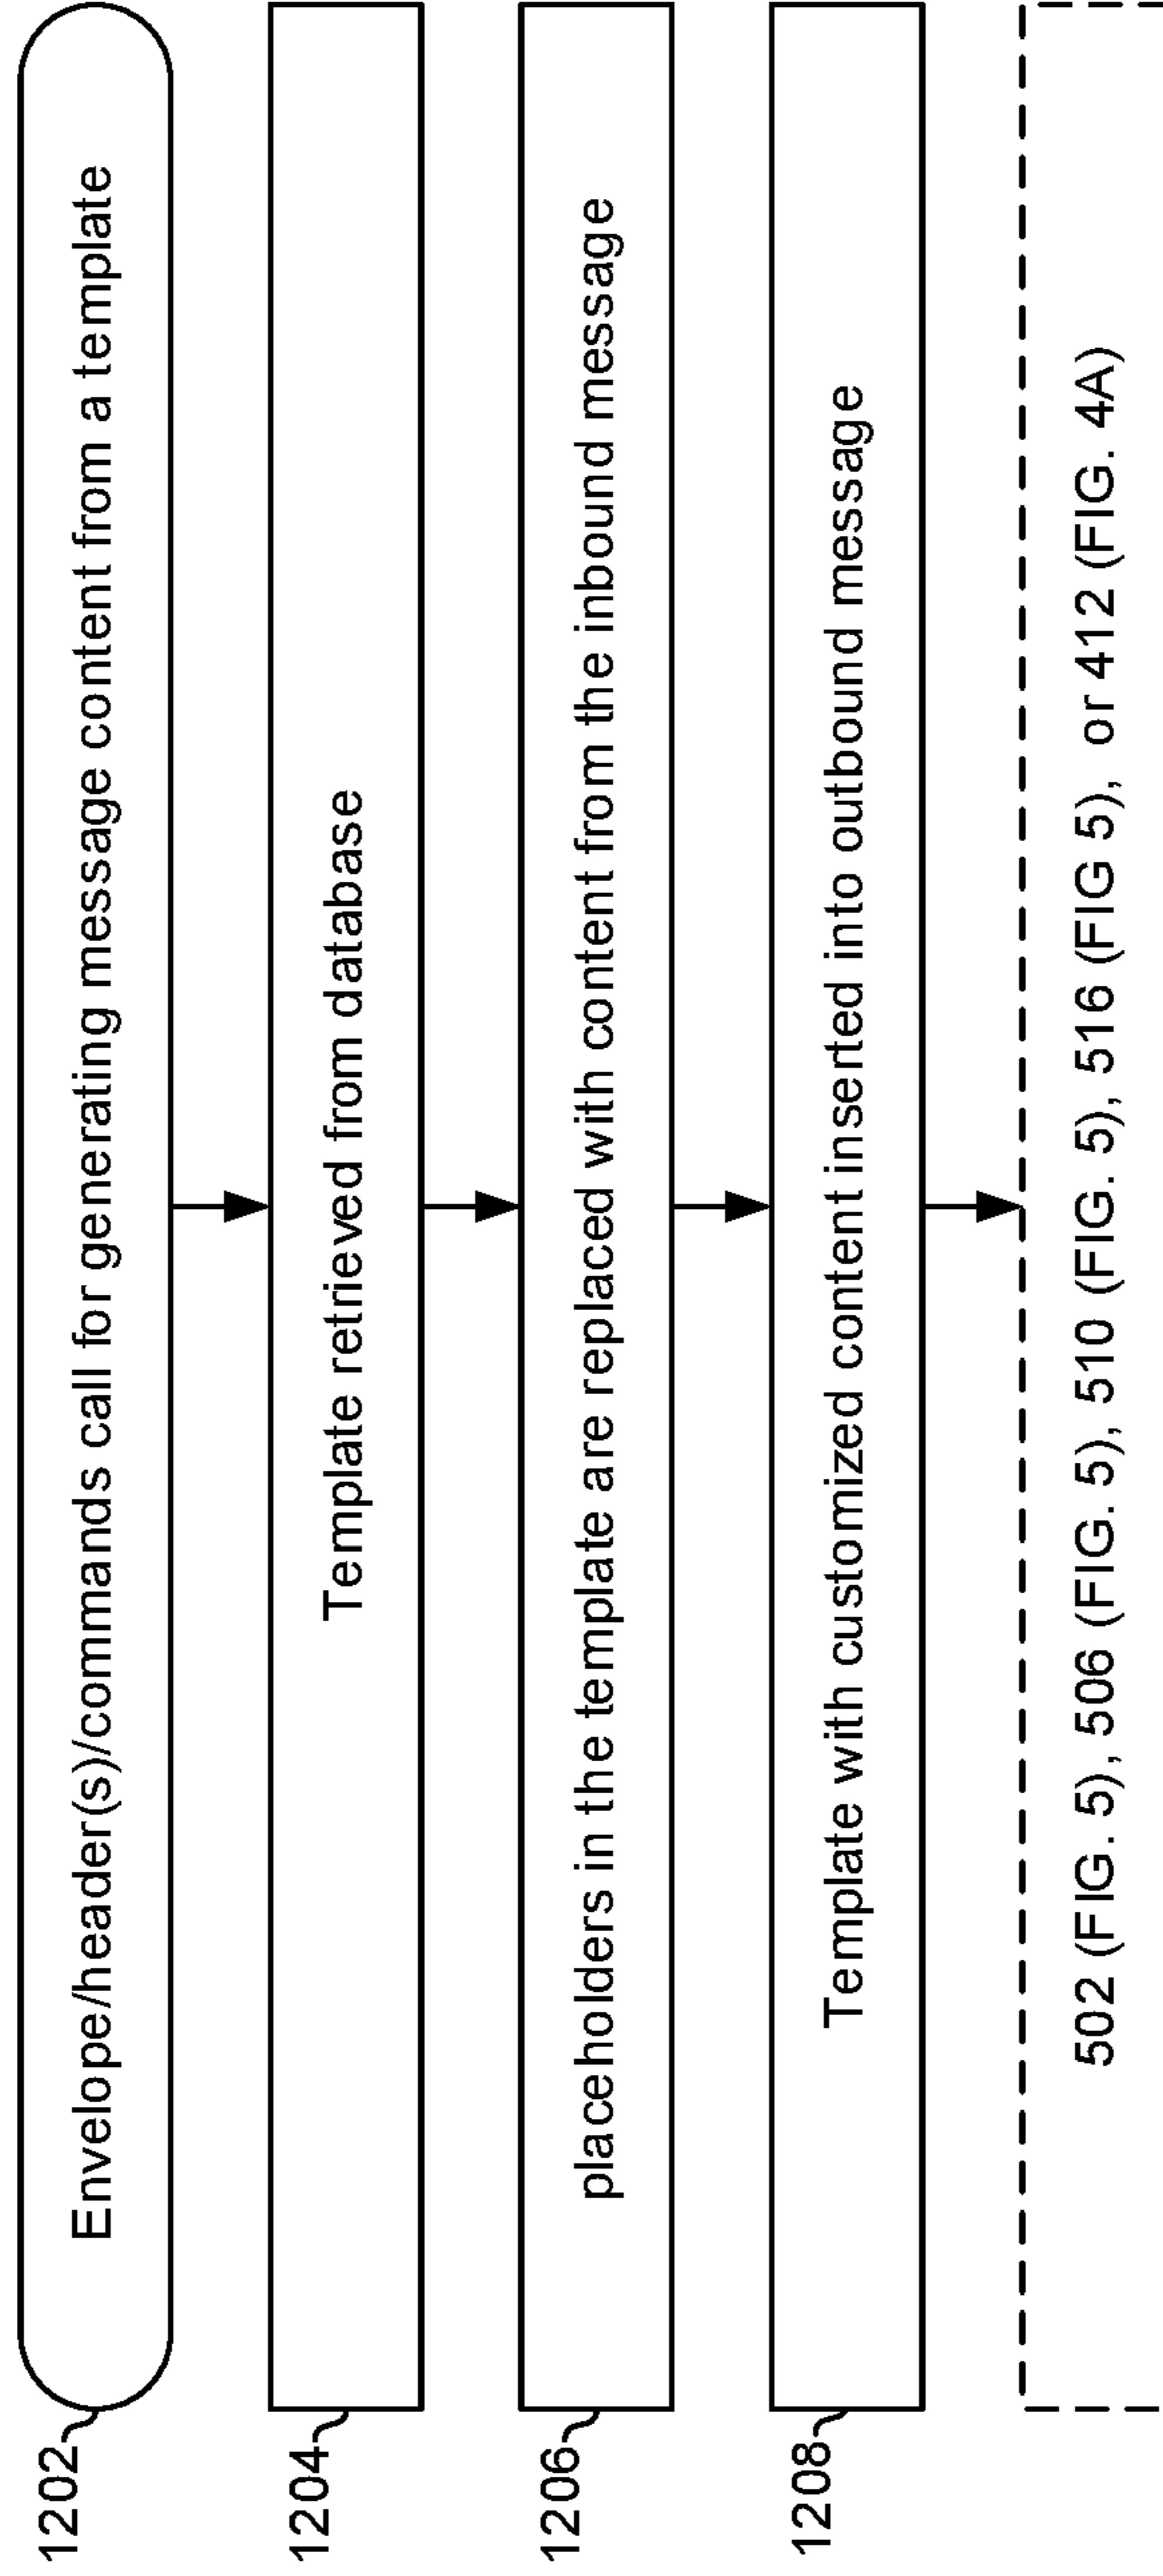 1202
Envelope/header(s)/commands call for generating message content from a template
1204
Template retrieved from database
1206
placeholders in the template are replaced with content from the inbound message
1208
Template with customized content inserted into outbound message
502 (FIG. 5), 506 (FIG. 5), 510 (FIG. 5), 516 (FIG 5), or 412 (FIG. 4A)